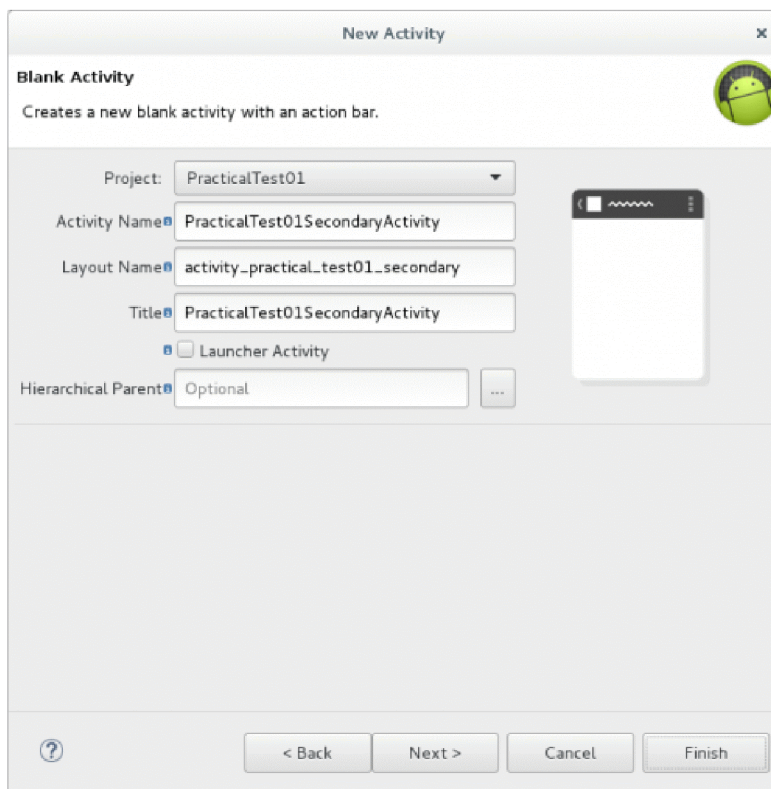 New Activity
Blank Activity
Creates a new blank activity with an action bar.
Project: PracticalTest01
Activity Name PracticalTest01SecondaryActivity
Layout Name activity_practical_test01_secondary
Title PracticalTest01SecondaryActivity
Launcher Activity
Hierarchical Parent Optional ...
? < Back Next > Cancel Finish